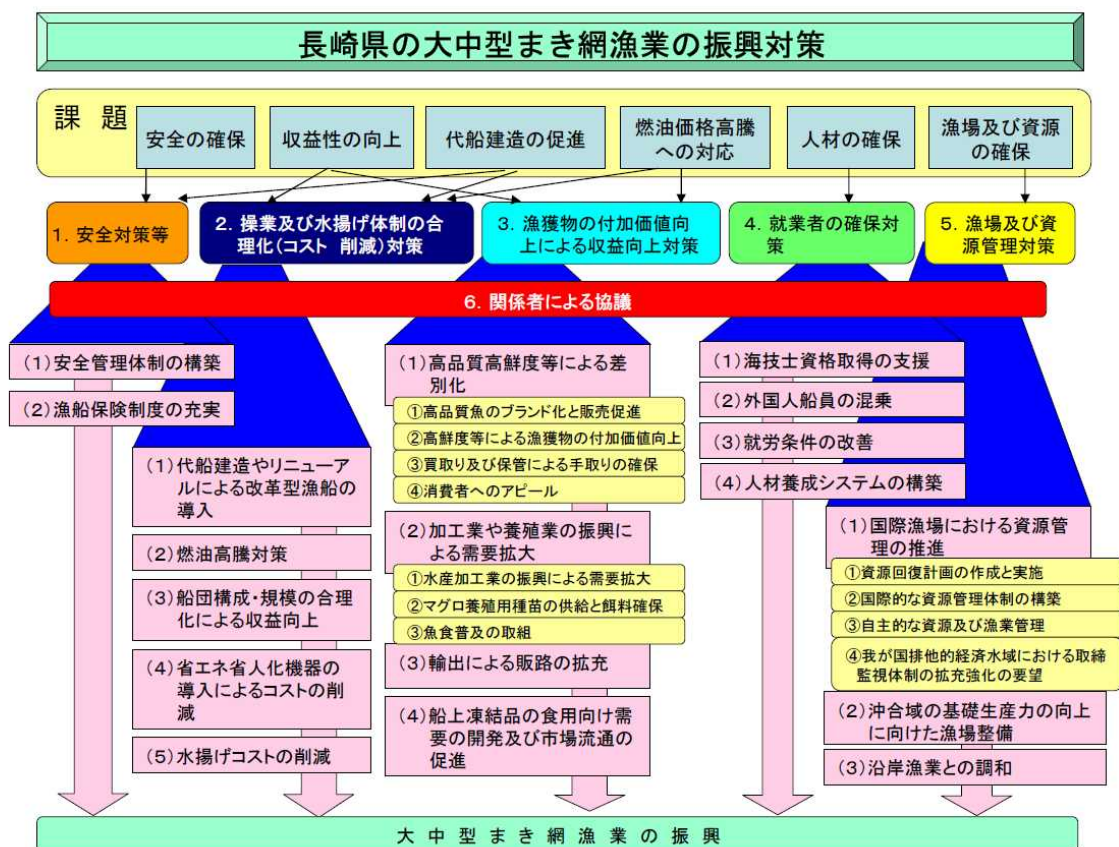 長崎県の大中型まき網漁業の振興対策
課 題
安全の確保
収益性の向上
代船建造の促進
燃油価格高騰
への対応
人材の確保
漁場及び資源
の確保
1. 安全対策等
2. 操業及び水揚げ体制の合
理化(コスト 削減)対策
3. 漁獲物の付加価値向
上による収益向上対策
4. 就業者の確保対
策
5. 漁場及び資
源管理対策
6. 関係者による協議
(1)安全管理体制の構築
(2)漁船保険制度の充実
(1)代船建造やリニューア
ルによる改革型漁船の
導入
(2)燃油高騰対策
(3)船団構成・規模の合理
化による収益向上
(4)省エネ省人化機器の
導入によるコストの削
減
(5)水揚げコストの削減
(1)高品質高鮮度等による差
別化
①高品質魚のブランド化と販売促進
②高鮮度等による漁獲物の付加価値向上
③買取り及び保管による手取りの確保
④消費者へのアピール
(2)加工業や養殖業の振興
による需要拡大
①水産加工業の振興による需要拡大
②マグロ養殖用種苗の供給と餌料確保
③魚食普及の取組
(3)輸出による販路の拡充
(4)船上凍結品の食用向け需
要の開発及び市場流通の
促進
(1)海技士資格取得の支援
(2)外国人船員の混乗
(3)就労条件の改善
(4)人材養成システムの構築
(1)国際漁場における資源管
理の推進
①資源回復計画の作成と実施
②国際的な資源管理体制の構築
③自主的な資源及び漁業管理
④我が国排他的経済水域における取締
監視体制の拡充強化の要望
(2)沖合域の基礎生産力の向上
に向けた漁場整備
(3)沿岸漁業との調和
大 中 型 ま き 網 漁 業 の 振 興